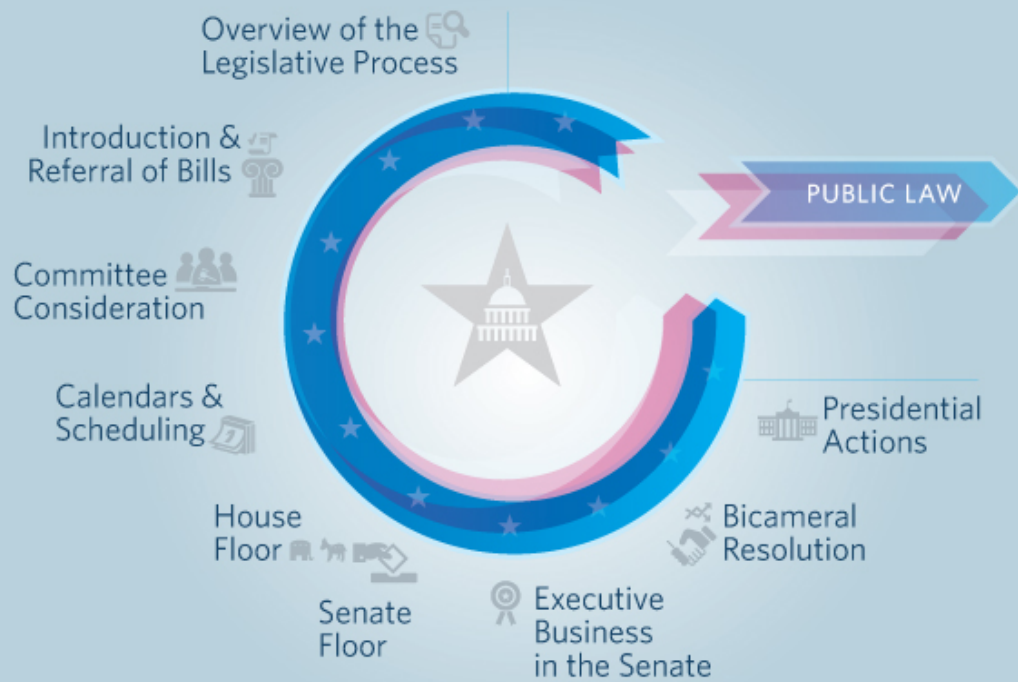 Overview of the
Legislative Process
Introduction &
Referral of Bills
Committee
Consideration
Calendars &
Scheduling
House
Floor
Senate
Floor
Executive
Business
in the Senate
Bicameral
Resolution
Presidential
Actions
PUBLIC LAW